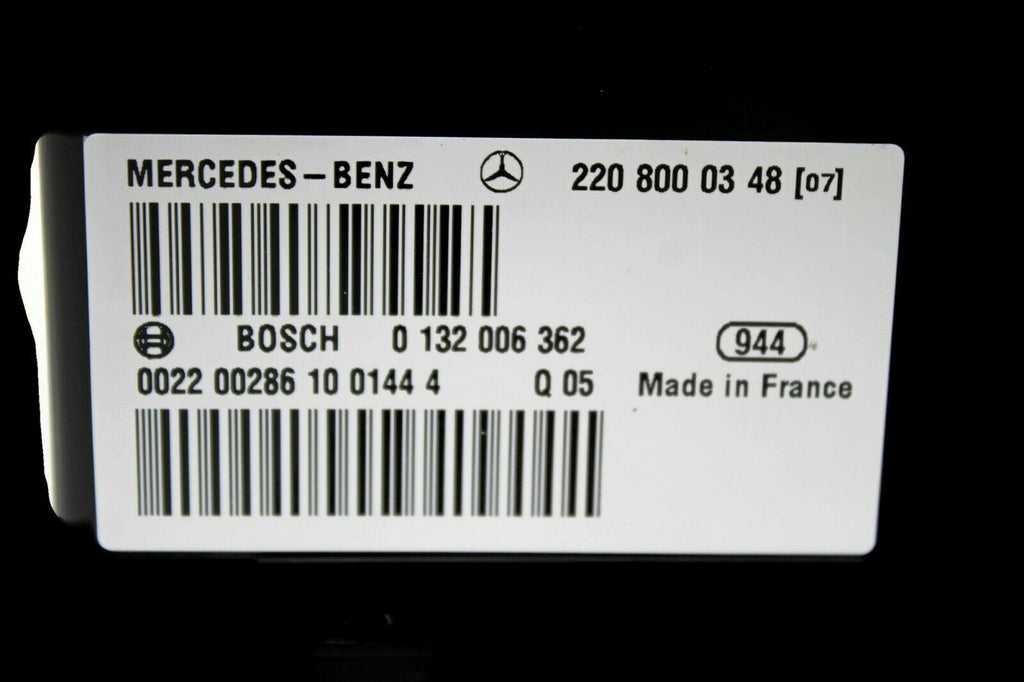 MERCEDES-BENZ 220 800 03 48 [07]
BOSCH 0 132 006 362 944
0022 00286 10 0144 4 Q 05 Made in France